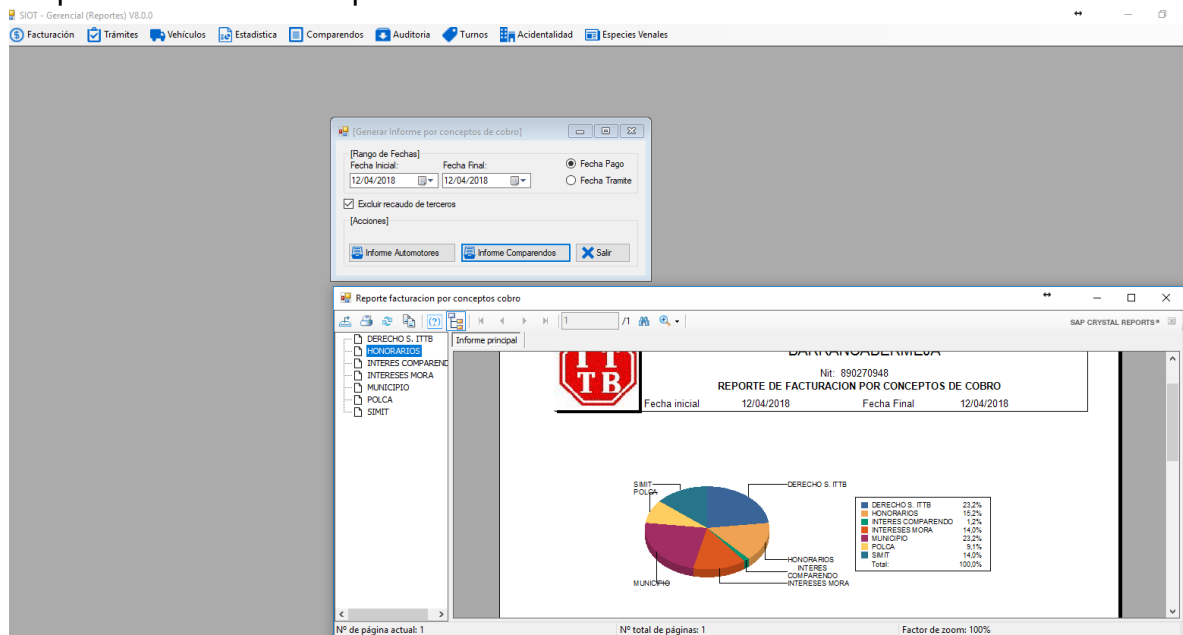 SIOT - Gerencial (Reportes) V8.0.0
Facturación Trámites Vehículos Estadistica Comparendos Auditoria Turnos Acidentalidad Especies Venales
[Generar Informe por conceptos de cobro]
[Rango de Fechas]
Fecha Inicial: Fecha Final:
12/04/2018 12/04/2018
Fecha Pago
Fecha Tramite
Excluir recaudo de terceros
[Acciones]
Informe Automotores Informe Comparendos Salir
Reporte facturacion por conceptos cobro
1 /1 SAP CRYSTAL REPORTS®
DERECHO S. ITTB
HONORARIOS
INTERES COMPAREND
INTERESES MORA
MUNICIPIO
POLCA
SIMIT
Informe principal
ITTB
BARRANCABERMEJA
Nit: 890270948
REPORTE DE FACTURACION POR CONCEPTOS DE COBRO
Fecha inicial 12/04/2018 Fecha Final 12/04/2018
SIMIT
POLCA
DERECHO S. ITTB
HONORARIOS
INTERES
COMPARENDO
INTERESES MORA
MUNICIPIO
DERECHO S. ITTB 23,2%
HONORARIOS 15,2%
INTERES COMPARENDO 1,2%
INTERESES MORA 14,0%
MUNICIPIO 23,2%
POLCA 9,1%
SIMIT 14,0%
Total: 100,0%
Nº de página actual: 1 Nº total de páginas: 1 Factor de zoom: 100%